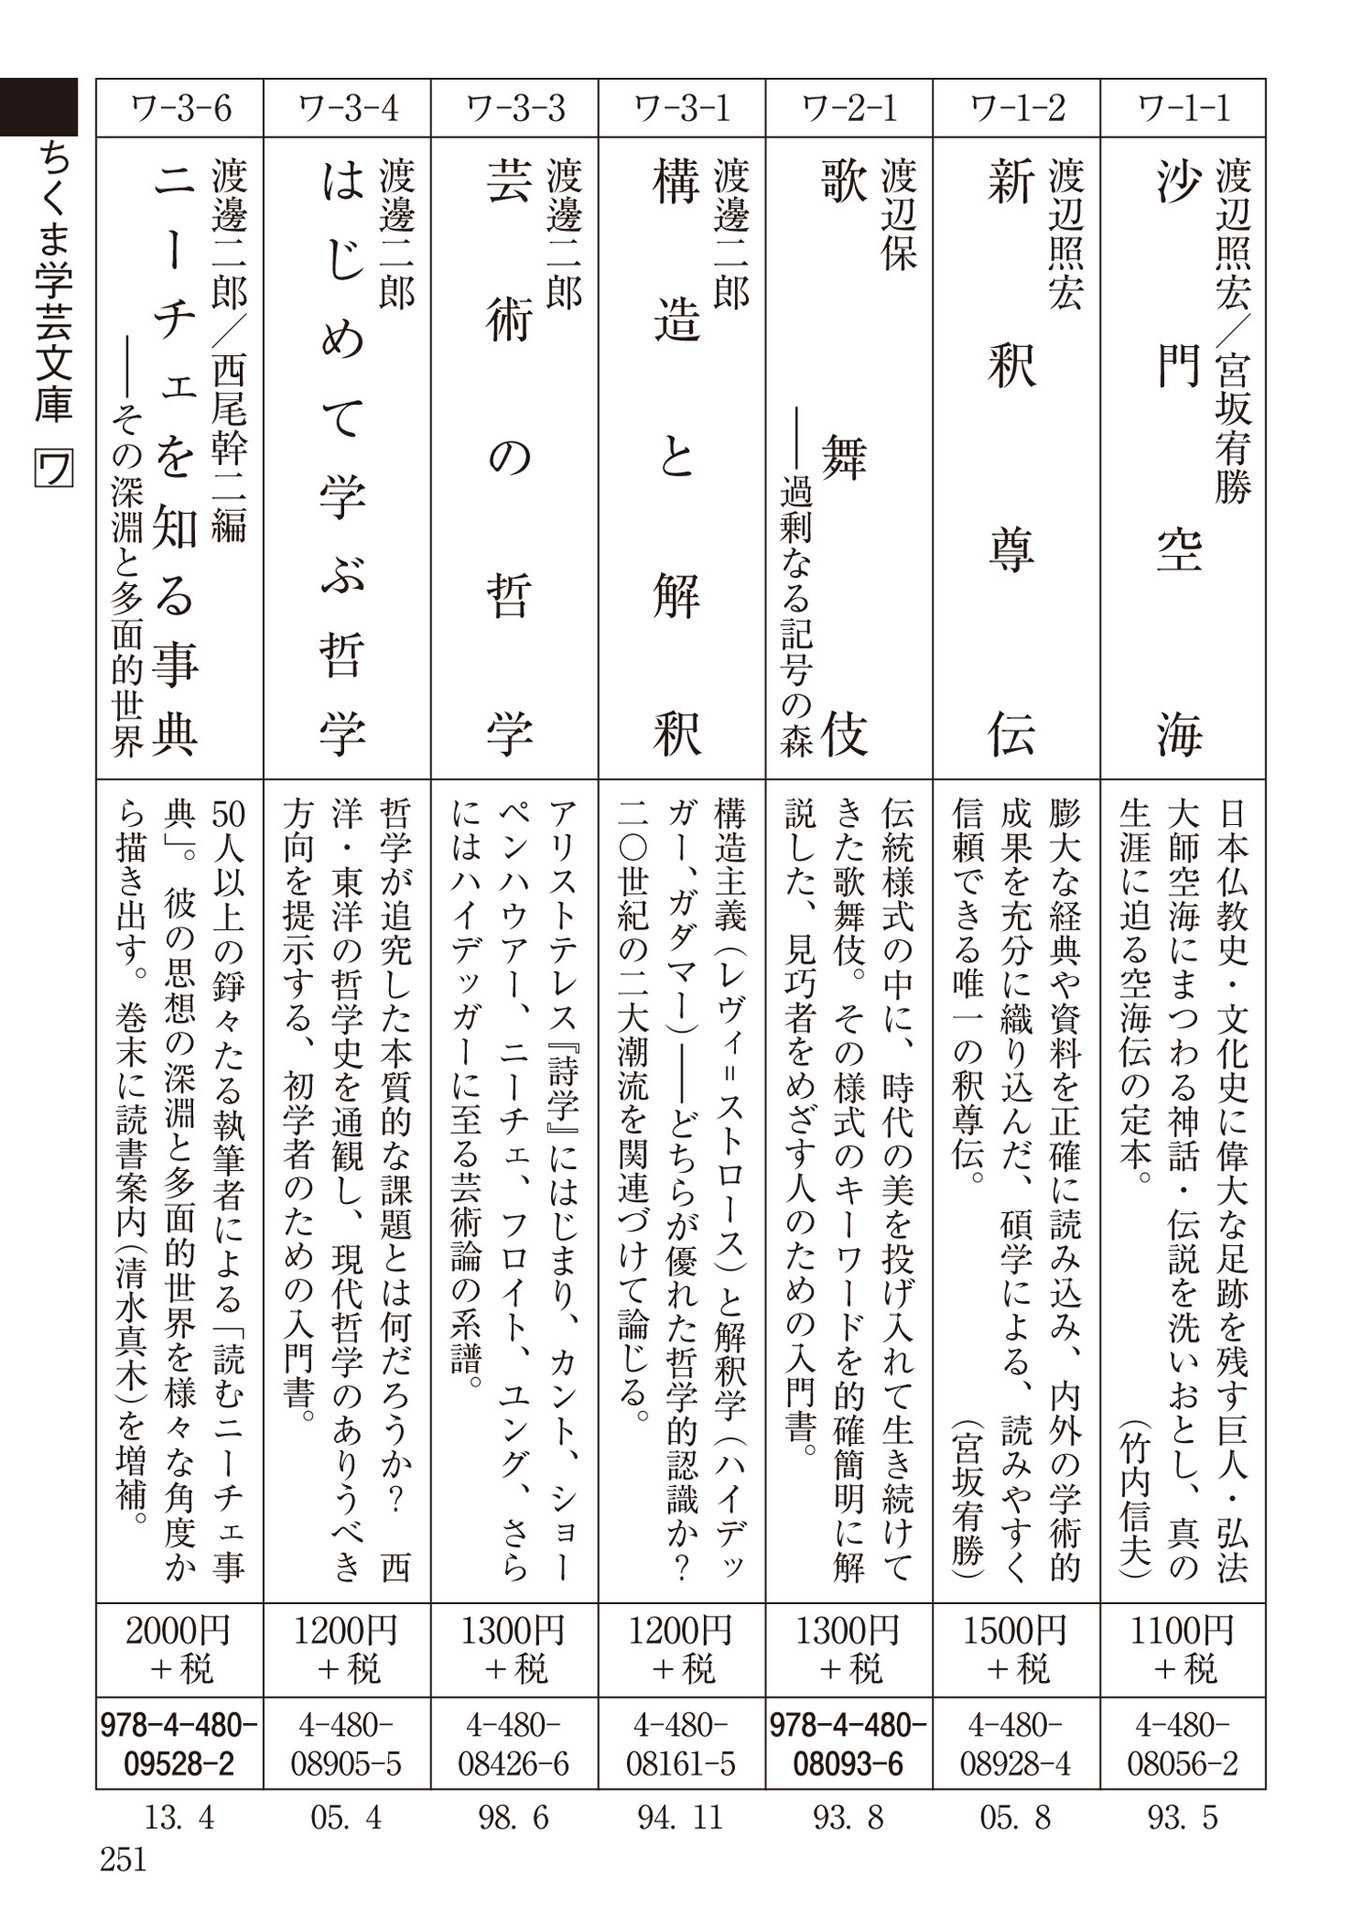 ワ-1-1
渡辺照宏／宮坂宥勝
沙門空海
日本仏教史・文化史に偉大な足跡を残す巨人・弘法
大師空海にまつわる神話・伝説を洗いおとし、真の
生涯に迫る空海伝の定本。（竹内信夫）
1100円
＋税
4-480-
08056-2
93. 5
ワ-1-2
渡辺照宏
新釈尊伝
膨大な経典や資料を正確に読み込み、内外の学術的
成果を充分に織り込んだ、碩学による、読みやすく
信頼できる唯一の釈尊伝。（宮坂宥勝）
1500円
＋税
4-480-
08928-4
05. 8
ワ-2-1
渡辺保
歌舞伎
――過剰なる記号の森
伝統様式の中に、時代の美を投げ入れて生き続けて
きた歌舞伎。その様式のキーワードを的確簡明に解
説した、見巧者をめざす人のための入門書。
1300円
＋税
978-4-480-
08093-6
93. 8
ワ-3-1
渡邊二郎
構造と解釈
構造主義（レヴィ＝ストロース）と解釈学（ハイデッ
ガー、ガダマー）――どちらが優れた哲学的認識か？
二〇世紀の二大潮流を関連づけて論じる。
1200円
＋税
4-480-
08161-5
94. 11
ワ-3-3
渡邊二郎
芸術の哲学
アリストテレス『詩学』にはじまり、カント、ショー
ペンハウアー、ニーチェ、フロイト、ユング、さら
にはハイデッガーに至る芸術論の系譜。
1300円
＋税
4-480-
08426-6
98. 6
ワ-3-4
渡邊二郎
はじめて学ぶ哲学
哲学が追究した本質的な課題とは何だろうか？　西
洋・東洋の哲学史を通観し、現代哲学のありうべき
方向を提示する、初学者のための入門書。
1200円
＋税
4-480-
08905-5
05. 4
ワ-3-6
渡邊二郎／西尾幹二編
ニーチェを知る事典
――その深淵と多面的世界
50人以上の錚々たる執筆者による「読むニーチェ事
典」。彼の思想の深淵と多面的世界を様々な角度か
ら描き出す。巻末に読書案内（清水真木）を増補。
2000円
＋税
978-4-480-
09528-2
13. 4
ちくま学芸文庫 ワ
251